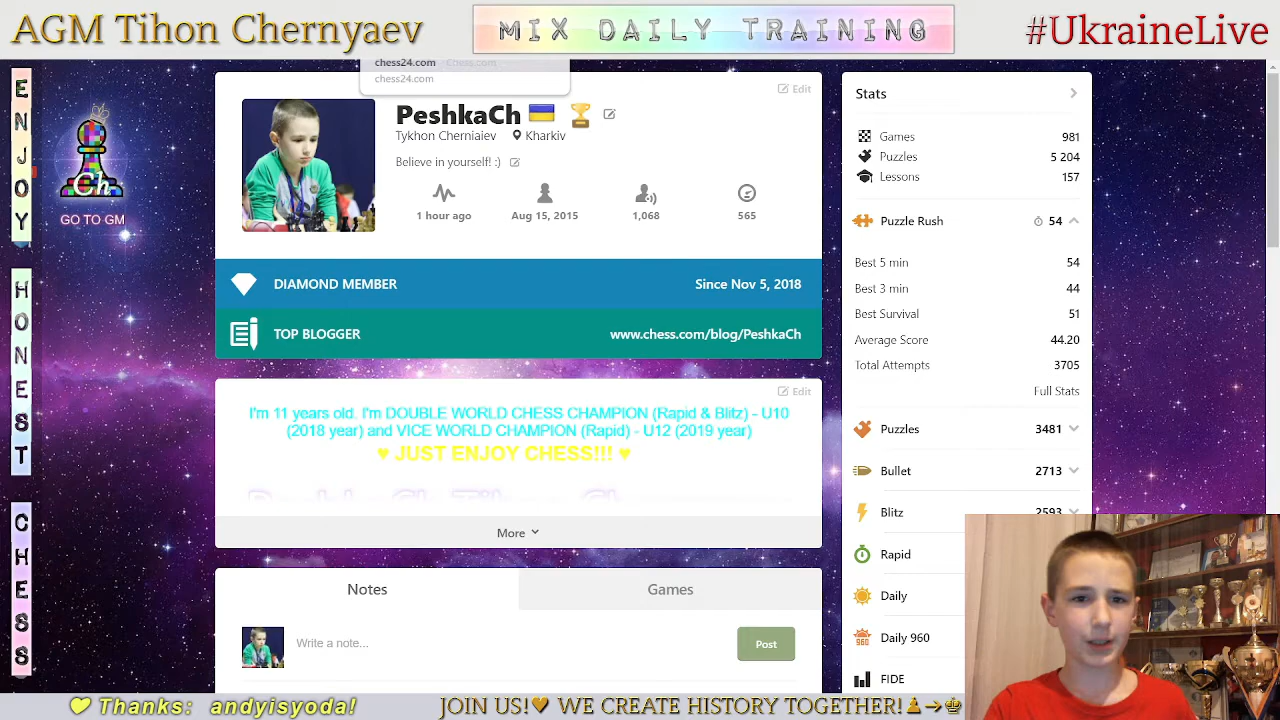 AGM Tihon Chernyaev
MIX DAILY TRAINING
#UkraineLive
chess24.com Chess.com
chess24.com
ENJOY
HONEST
CHESS
Ch
GO TO GM
Edit
PeshkaCh
Tykhon Cherniaiev Kharkiv
Believe in yourself! :)
1 hour ago
Aug 15, 2015
1,068
565
DIAMOND MEMBER
Since Nov 5, 2018
TOP BLOGGER
www.chess.com/blog/PeshkaCh
Edit
I'm 11 years old. I'm DOUBLE WORLD CHESS CHAMPION (Rapid & Blitz) - U10
(2018 year) and VICE WORLD CHAMPION (Rapid) - U12 (2019 year)
♥ JUST ENJOY CHESS!!! ♥
More
Notes
Games
Write a note...
Post
Stats
Games 981
Puzzles 5 204
Lessons 157
Puzzle Rush 54
Best 5 min 54
Best 3 min 44
Best Survival 51
Average Score 44.20
Total Attempts 3705
Full Stats
Puzzles 3481
Bullet 2713
Blitz 2593
Rapid
Daily
Daily 960
FIDE
Thanks: andyisyoda!
JOIN US!♥ WE CREATE HISTORY TOGETHER!♟→♚